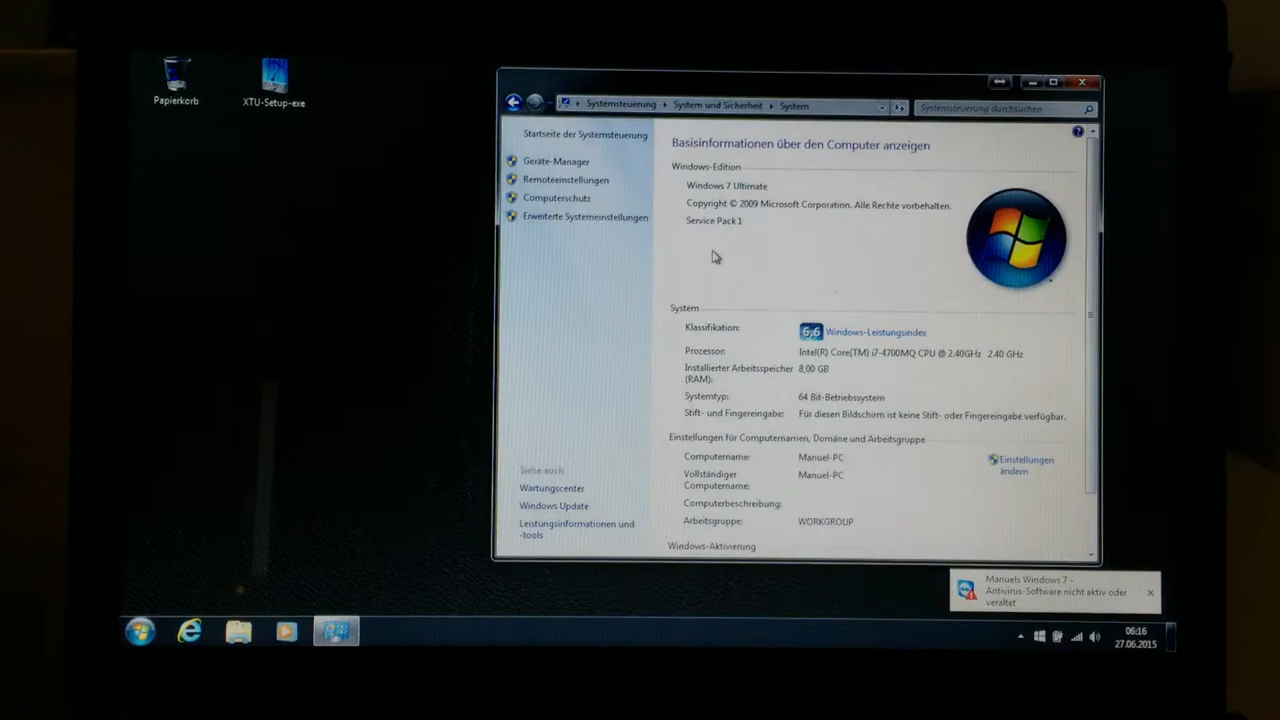 Papierkorb
XTU-Setup-exe
Systemsteuerung ▸ System und Sicherheit ▸ System
Systemsteuerung durchsuchen
Startseite der Systemsteuerung
Geräte-Manager
Remoteeinstellungen
Computerschutz
Erweiterte Systemeinstellungen
Siehe auch
Wartungscenter
Windows Update
Leistungsinformationen und
-tools
Basisinformationen über den Computer anzeigen
Windows-Edition
Windows 7 Ultimate
Copyright © 2009 Microsoft Corporation. Alle Rechte vorbehalten.
Service Pack 1
System
Klassifikation: 6,6 Windows-Leistungsindex
Prozessor: Intel(R) Core(TM) i7-4700MQ CPU @ 2.40GHz 2.40 GHz
Installierter Arbeitsspeicher 8,00 GB
(RAM):
Systemtyp: 64 Bit-Betriebssystem
Stift- und Fingereingabe: Für diesen Bildschirm ist keine Stift- oder Fingereingabe verfügbar.
Einstellungen für Computernamen, Domäne und Arbeitsgruppe
Computername: Manuel-PC
Einstellungen
ändern
Vollständiger Manuel-PC
Computername:
Computerbeschreibung:
Arbeitsgruppe: WORKGROUP
Windows-Aktivierung
Manuels Windows 7 -
Antivirus-Software nicht aktiv oder
veraltet
06:16
27.06.2015